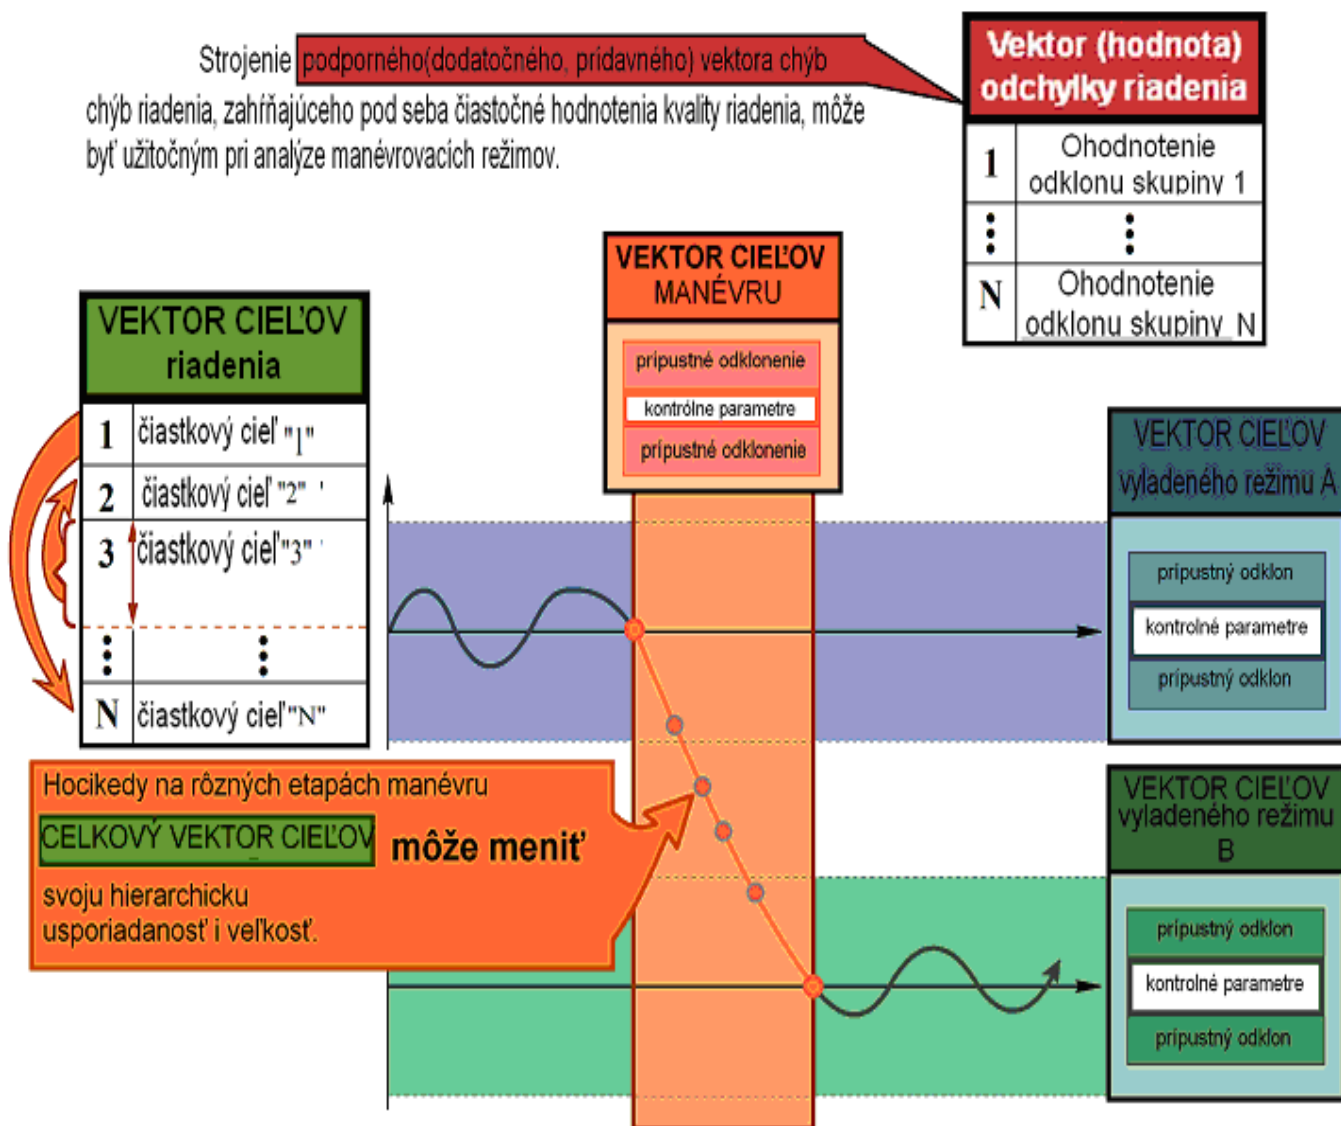 Strojenie podporného(dodatočného, prídavného) vektora chýb
chýb riadenia, zahŕňajúceho pod seba čiastočné hodnotenia kvality riadenia, môže
byť užitočným pri analýze manévrovacích režimov.
Vektor (hodnota)
odchylky riadenia
1 Ohodnotenie
odklonu skupiny 1
N Ohodnotenie
odklonu skupiny N
VEKTOR CIEĽOV
MANÉVRU
prípustné odklonenie
kontrólne parametre
prípustné odklonenie
VEKTOR CIEĽOV
riadenia
1 čiastkový cieľ "1"
2 čiastkový cieľ "2" '
3 čiastkový cieľ "3" '
N čiastkový cieľ "N"
VEKTOR CIEĽOV
vyladeného režimu A
prípustný odklon
kontrolné parametre
prípustný odklon
Hocikedy na rôzných etapách manévru
CELKOVÝ VEKTOR CIEĽOV môže meniť
svoju hierarchicku
usporiadanosť i veľkosť.
VEKTOR CIEĽOV
vyladeného režimu
B
prípustný odklon
kontrolné parametre
prípustný odklon